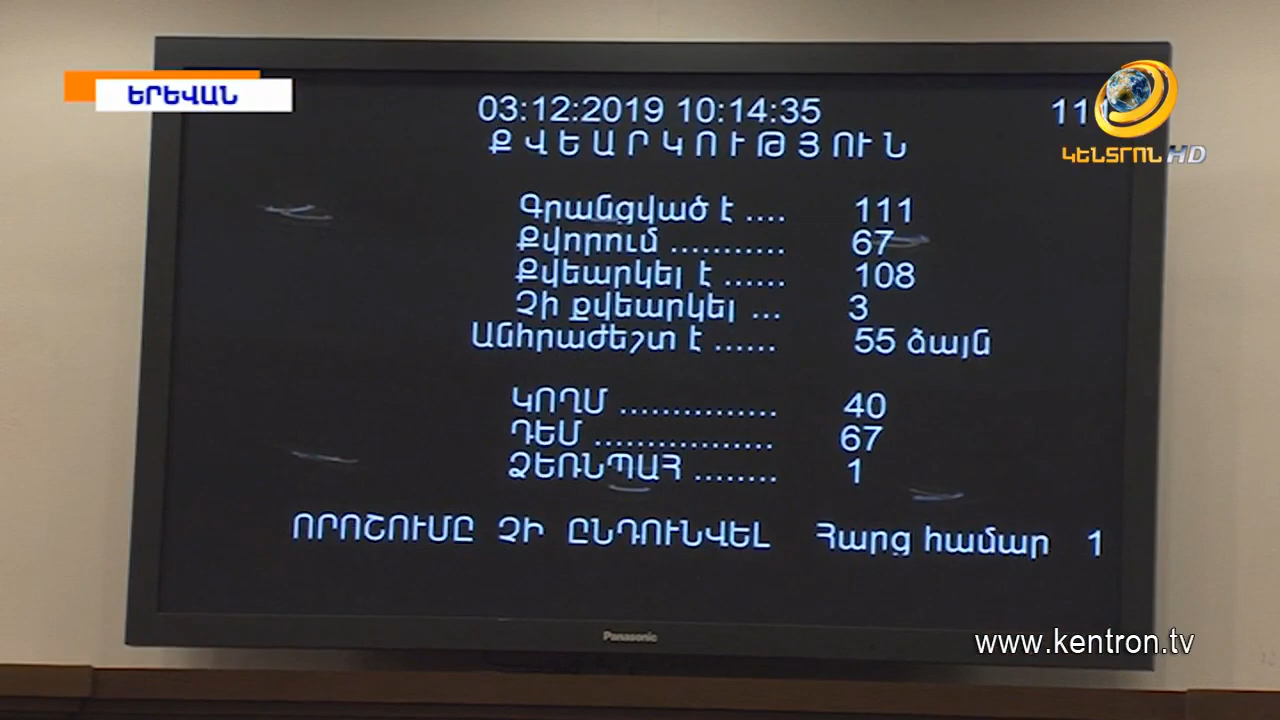 ԵՐԵՎԱՆ
03:12:2019 10:14:35
ՔՎԵԱՐԿՈՒԹՅՈՒՆ
ԿԵՆՏՐՈՆ HD
Գրանցված է .... 111
Քվորում ........... 67
Քվեարկել է ...... 108
Չի քվեարկել ... 3
Անհրաժեշտ է ...... 55 ձայն
ԿՈՂՄ ............... 40
ԴԵՄ ................. 67
ՁԵՌՆՊԱՀ ........ 1
ՈՐՈՇՈՒՄԸ ՉԻ ԸՆԴՈՒՆՎԵԼ Հարց համար 1
Panasonic
www.kentron.tv